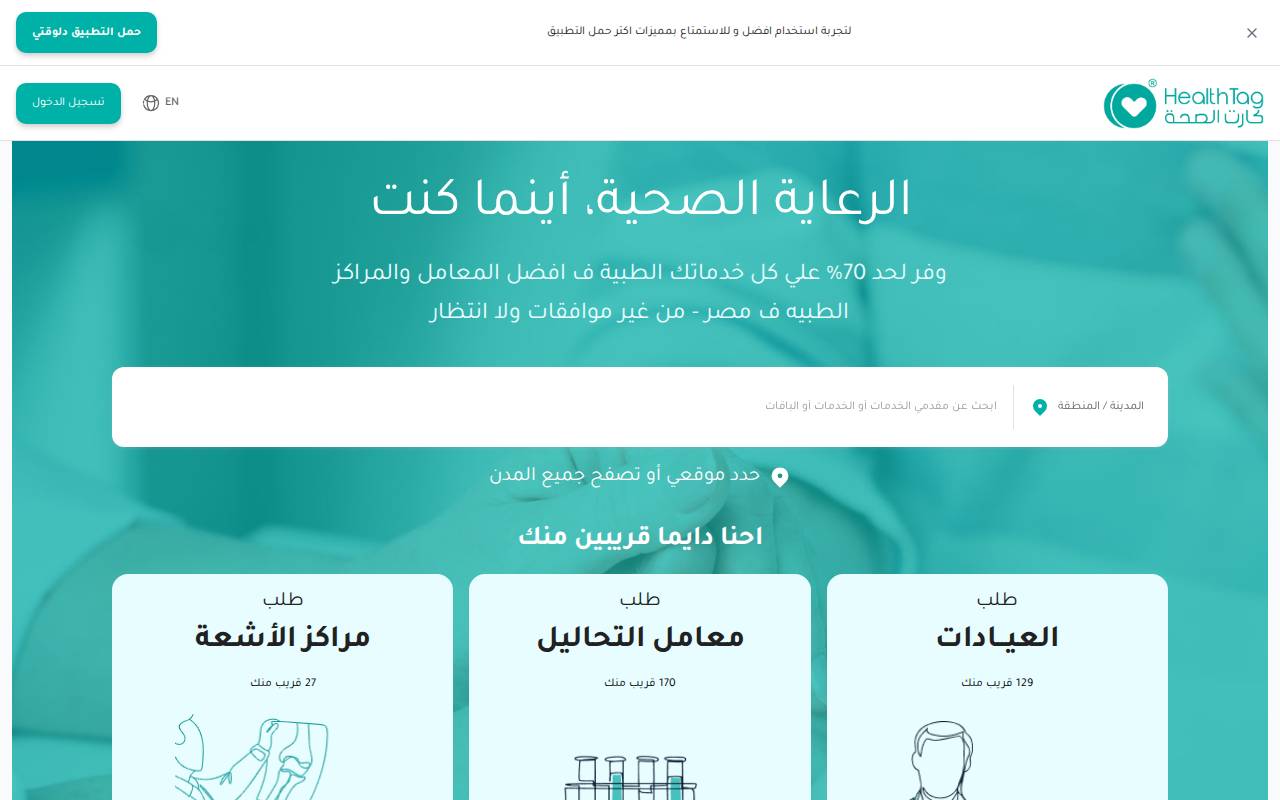 لتجربة استخدام افضل و للاستمتاع بمميزات اكتر حمل التطبيق
حمل التطبيق دلوقتي
HealthTag®
كارت الصحة
EN
تسجيل الدخول
الرعاية الصحية، أينما كنت
وفر لحد 70% علي كل خدماتك الطبية ف افضل المعامل والمراكز
الطبيه ف مصر - من غير موافقات ولا انتظار
المدينة / المنطقة
ابحث عن مقدمي الخدمات او الخدمات او الباقات
حدد موقعي أو تصفح جميع المدن
احنا دايما قريبين منك
طلب
العيـادات
129 قريب منك
طلب
معامل التحاليل
170 قريب منك
طلب
مراكز الأشعة
27 قريب منك